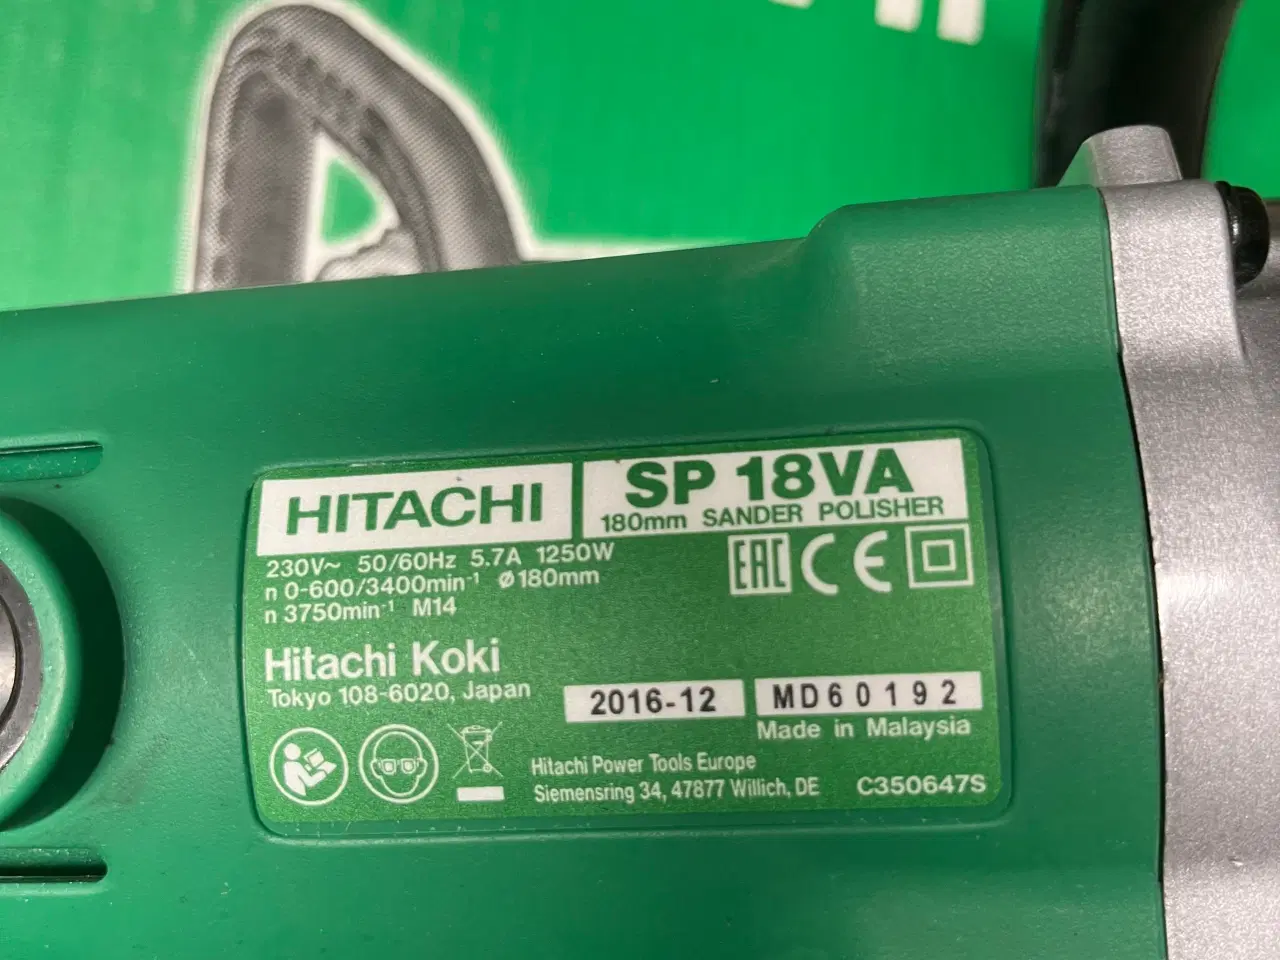 HITACHI
SP 18VA
180mm SANDER POLISHER
230V~ 50/60Hz 5.7A 1250W
n 0-600/3400min⁻¹ ⌀180mm
n 3750min⁻¹ M14
EAC CE
Hitachi Koki
Tokyo 108-6020, Japan
2016-12
MD60192
Made in Malaysia
Hitachi Power Tools Europe
Siemensring 34, 47877 Willich, DE
C350647S